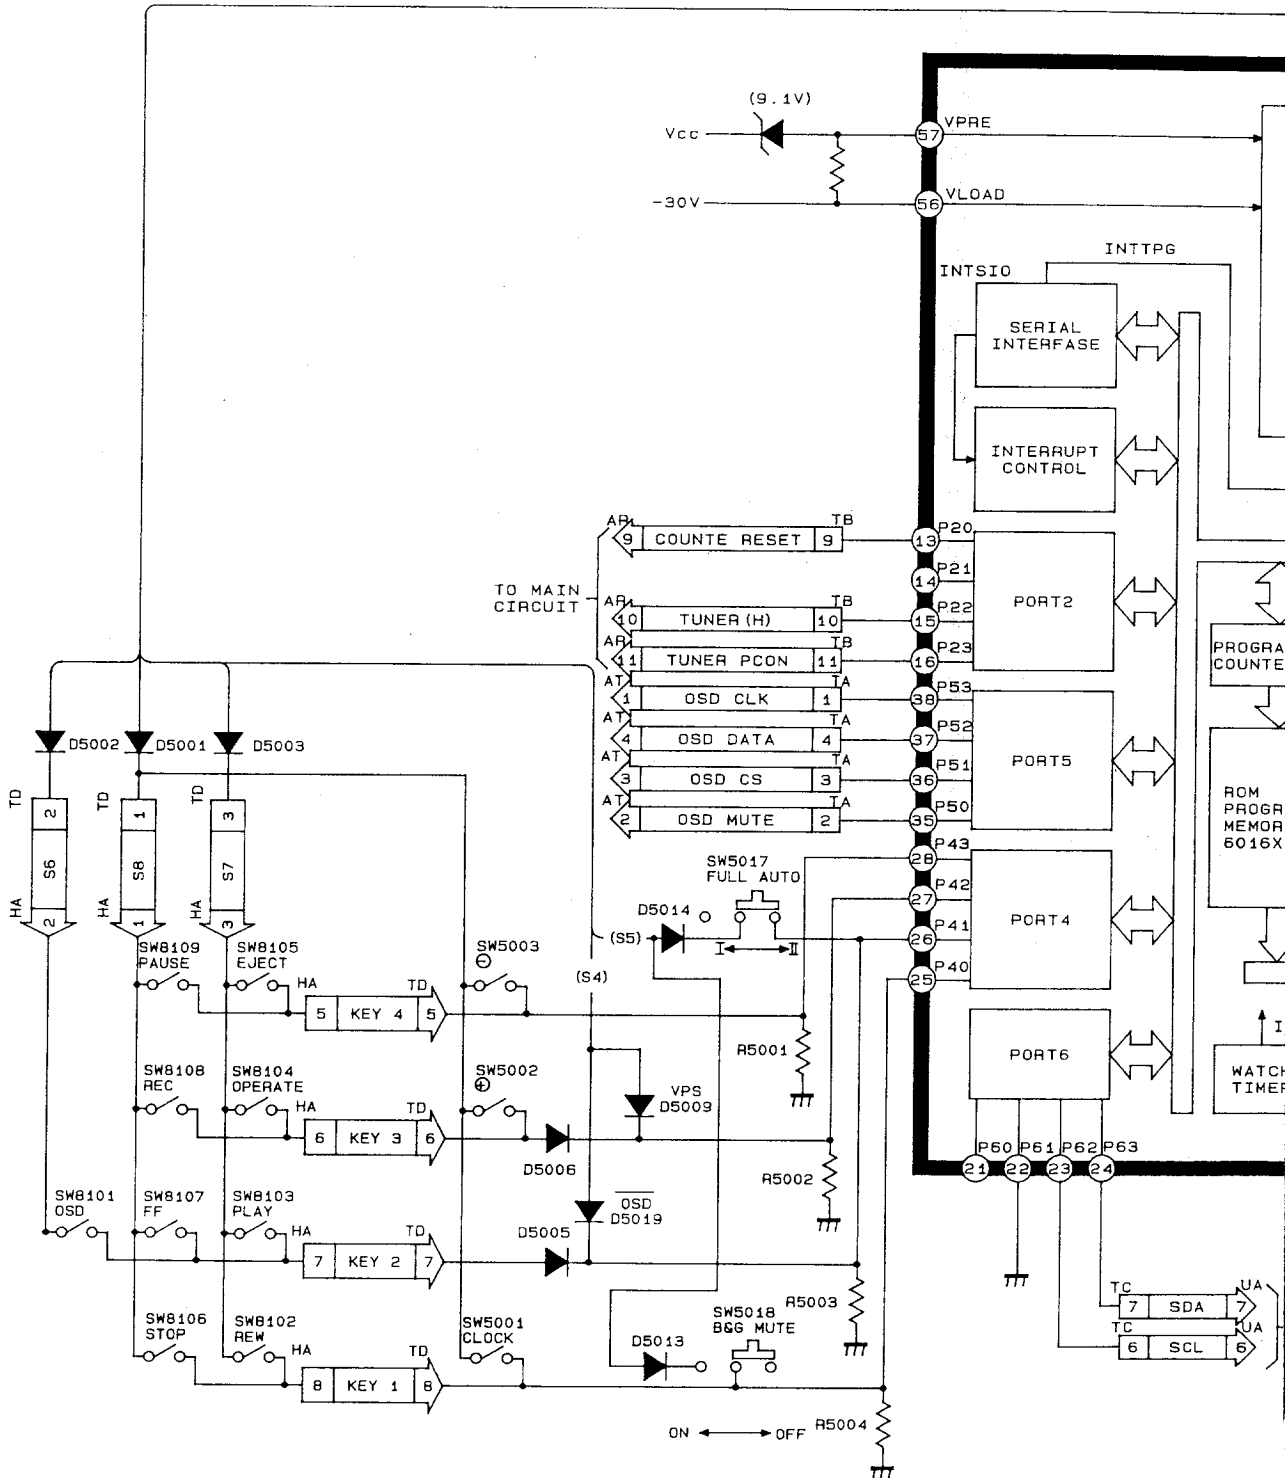 (9.1V)
Vcc
57
VPRE
-30V
56
VLOAD
INTTPG
INTSIO
SERIAL
INTERFASE
INTERRUPT
CONTROL
AR
9
COUNTE RESET
9
TB
13
P20
14
P21
TO MAIN
CIRCUIT
AR
10
TUNER(H)
10
TB
15
P22
PORT2
AR
11
TUNER PCON
11
TB
16
P23
PROGRA
COUNTE
AT
1
OSD CLK
1
TA
38
P53
AT
4
OSD DATA
4
TA
37
P52
AT
3
OSD CS
3
TA
36
P51
PORT5
AT
2
OSD MUTE
2
TA
35
P50
ROM
PROGR
MEMOR
6016X
D5002
D5001
D5003
TD
2
S6
HA
2
TD
1
S8
HA
1
TD
3
S7
HA
3
28
P43
27
P42
26
P41
25
P40
PORT4
SW5017
FULL AUTO
D5014
I
II
(S5)
(S4)
SW8109
PAUSE
SW8105
EJECT
HA
5
KEY 4
5
TD
SW5003
⊖
R5001
PORT6
I
WATCH
TIMER
SW8108
REC
SW8104
OPERATE
HA
6
KEY 3
6
TD
SW5002
⊕
VPS
D5009
D5006
R5002
P60
P61
P62
P63
21
22
23
24
SW8101
OSD
SW8107
FF
SW8103
PLAY
HA
7
KEY 2
7
TD
D5005
OSD
D5019
R5003
TC
7
SDA
7
UA
TC
6
SCL
6
UA
SW8106
STOP
SW8102
REW
HA
8
KEY 1
8
TD
SW5001
CLOCK
D5013
SW5018
B&G MUTE
ON
OFF
R5004